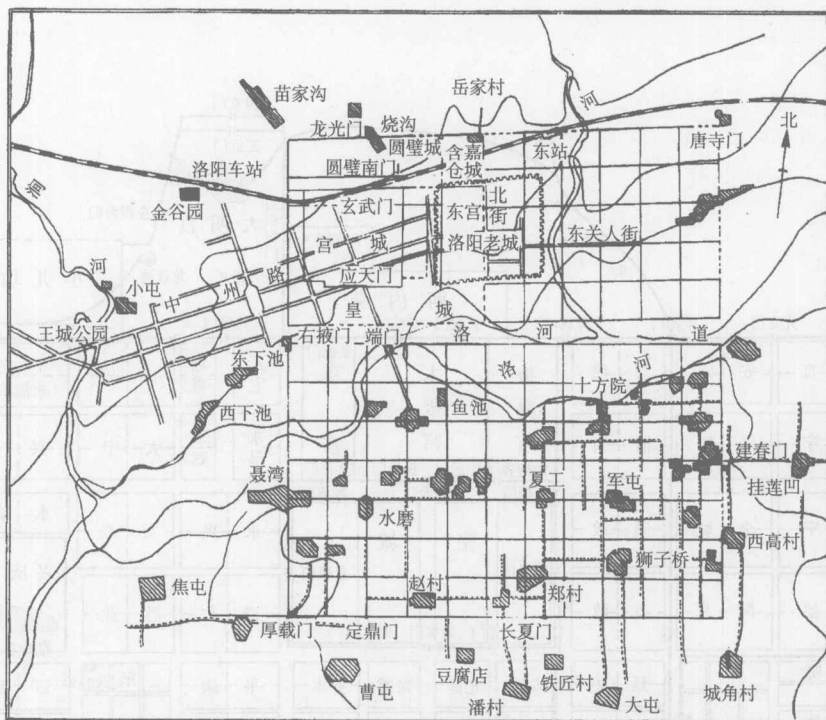 苗家沟
岳家村
河
北
龙光门
烧沟
唐寺门
圆璧城
含嘉仓城
东站
圆璧南门
洛阳车站
金谷园
玄武门
东宫
北街
宫城
洛阳老城
东关人街
应天门
河
小屯
中州路
皇城
王城公园
右掖门
端门
洛河道
东下池
洛河
十方院
西下池
鱼池
建春门
聂湾
夏工
军屯
挂莲凹
水磨
西高村
狮子桥
焦屯
赵村
郑村
厚载门
定鼎门
长夏门
曹屯
豆腐店
铁匠村
城角村
潘村
大屯